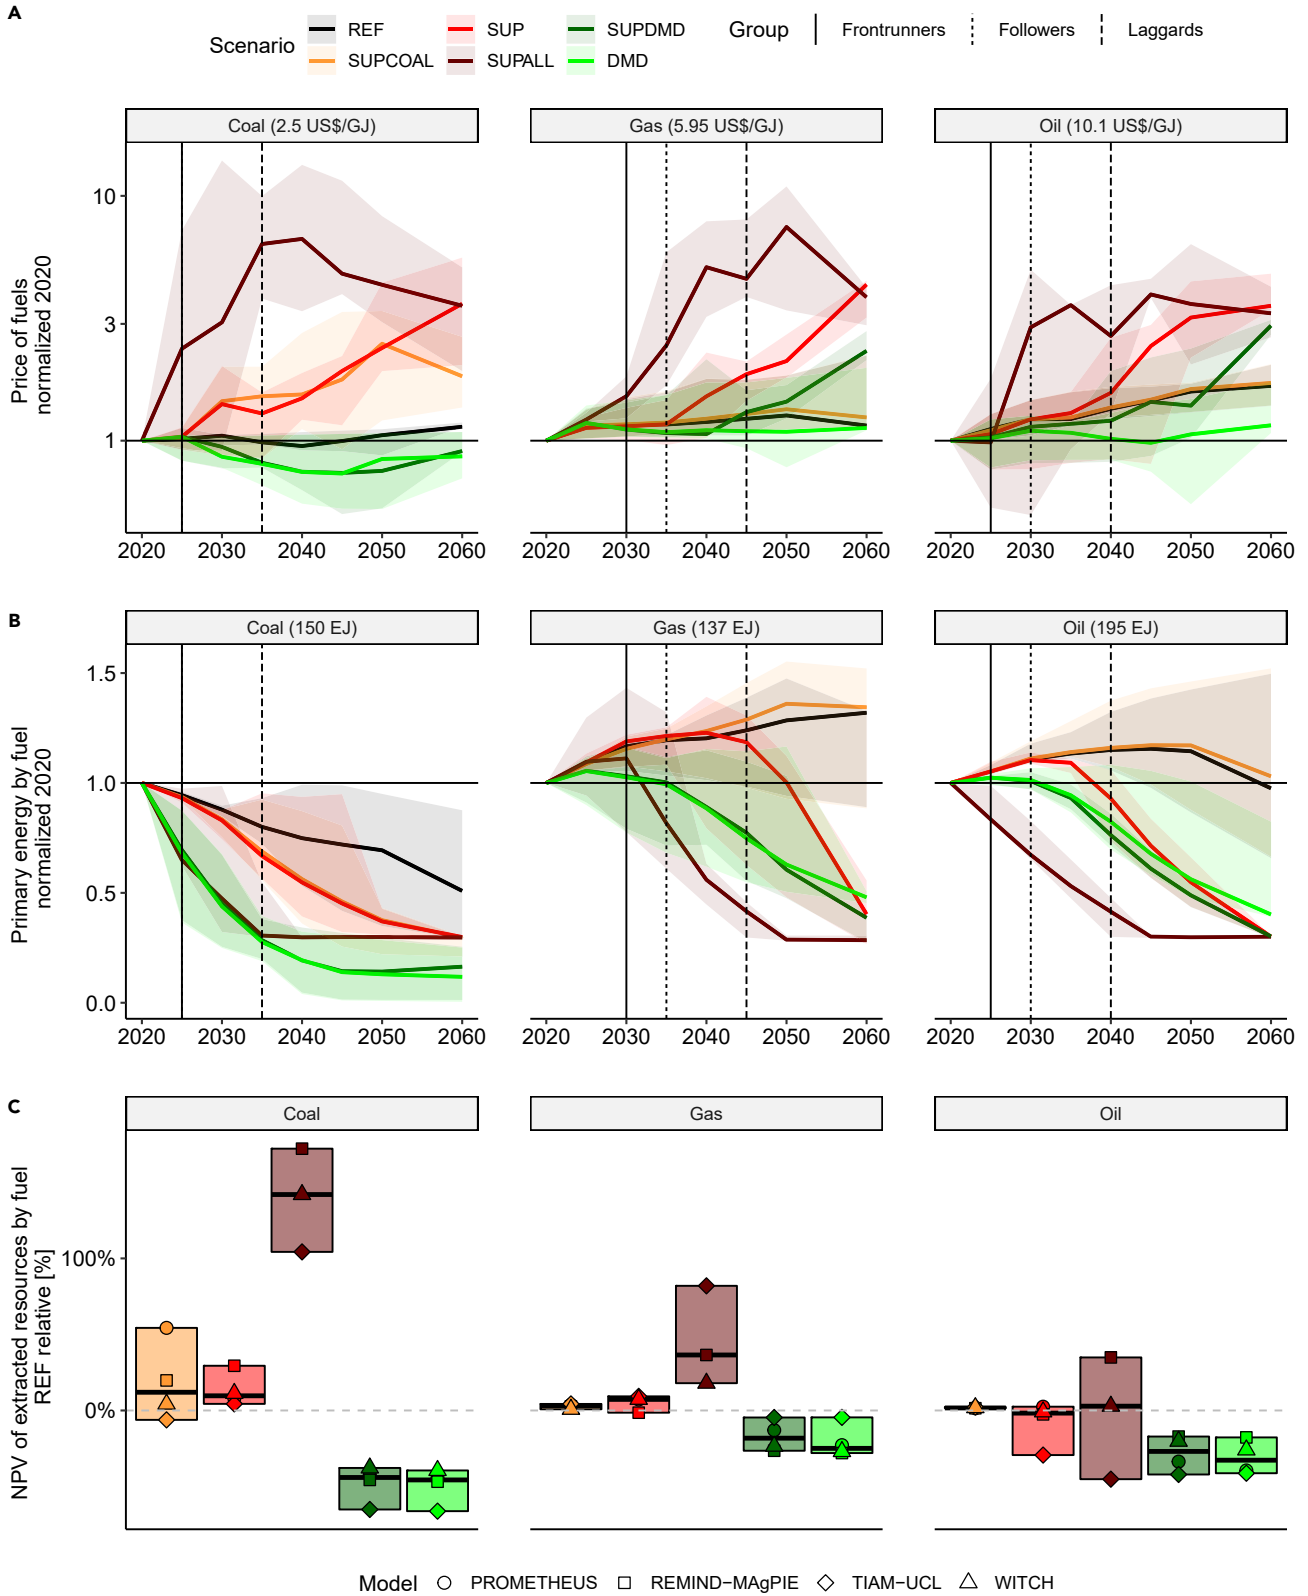 A
Scenario
REF
SUP
SUPDMD
SUPCOAL
SUPALL
DMD
Group
Frontrunners
Followers
Laggards
Coal (2.5 US$/GJ)
Gas (5.95 US$/GJ)
Oil (10.1 US$/GJ)
Price of fuels
normalized 2020
10
3
1
2020 2030 2040 2050 2060
2020 2030 2040 2050 2060
2020 2030 2040 2050 2060
B
Coal (150 EJ)
Gas (137 EJ)
Oil (195 EJ)
Primary energy by fuel
normalized 2020
1.5
1.0
0.5
0.0
2020 2030 2040 2050 2060
2020 2030 2040 2050 2060
2020 2030 2040 2050 2060
C
Coal
Gas
Oil
NPV of extracted resources by fuel
REF relative [%]
100%
0%
Model
PROMETHEUS
REMIND−MAgPIE
TIAM−UCL
WITCH